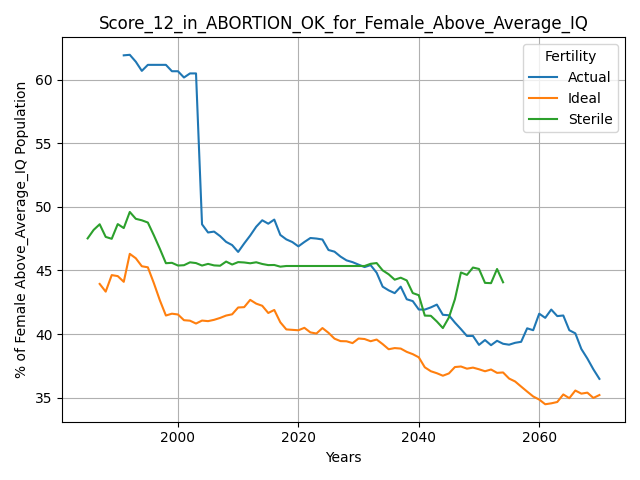 Score_12_in_ABORTION_OK_for_Female_Above_Average_IQ
% of Female Above_Average_IQ Population
60
55
50
45
40
35
Fertility
Actual
Ideal
Sterile
2000
2020
2040
2060
Years